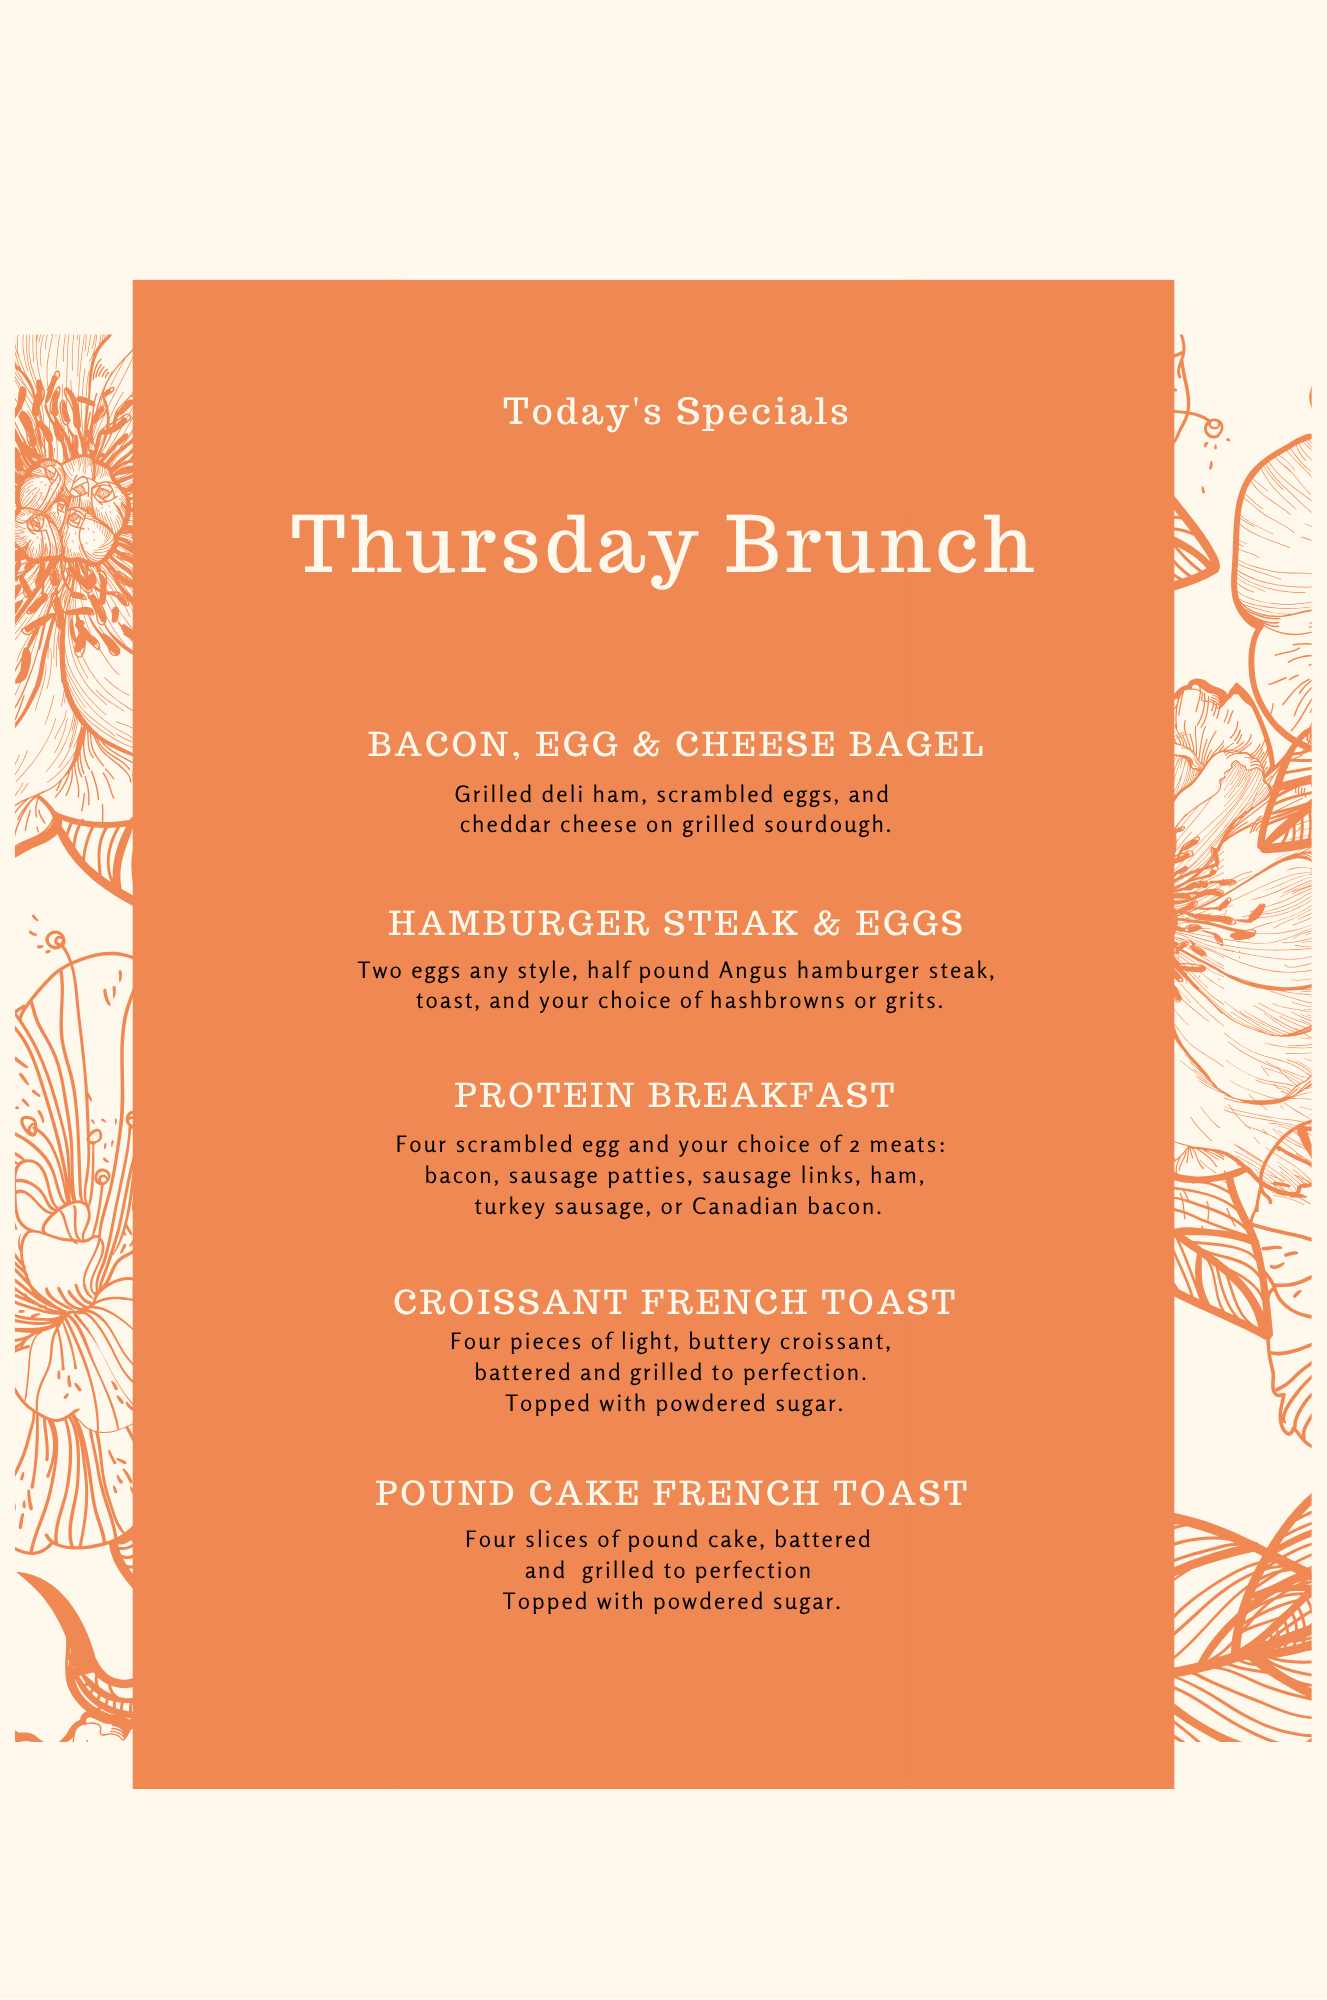 Today's Specials
Thursday Brunch
BACON, EGG & CHEESE BAGEL
Grilled deli ham, scrambled eggs, and
cheddar cheese on grilled sourdough.
HAMBURGER STEAK & EGGS
Two eggs any style, half pound Angus hamburger steak,
toast, and your choice of hashbrowns or grits.
PROTEIN BREAKFAST
Four scrambled egg and your choice of 2 meats:
bacon, sausage patties, sausage links, ham,
turkey sausage, or Canadian bacon.
CROISSANT FRENCH TOAST
Four pieces of light, buttery croissant,
battered and grilled to perfection.
Topped with powdered sugar.
POUND CAKE FRENCH TOAST
Four slices of pound cake, battered
and  grilled to perfection
Topped with powdered sugar.